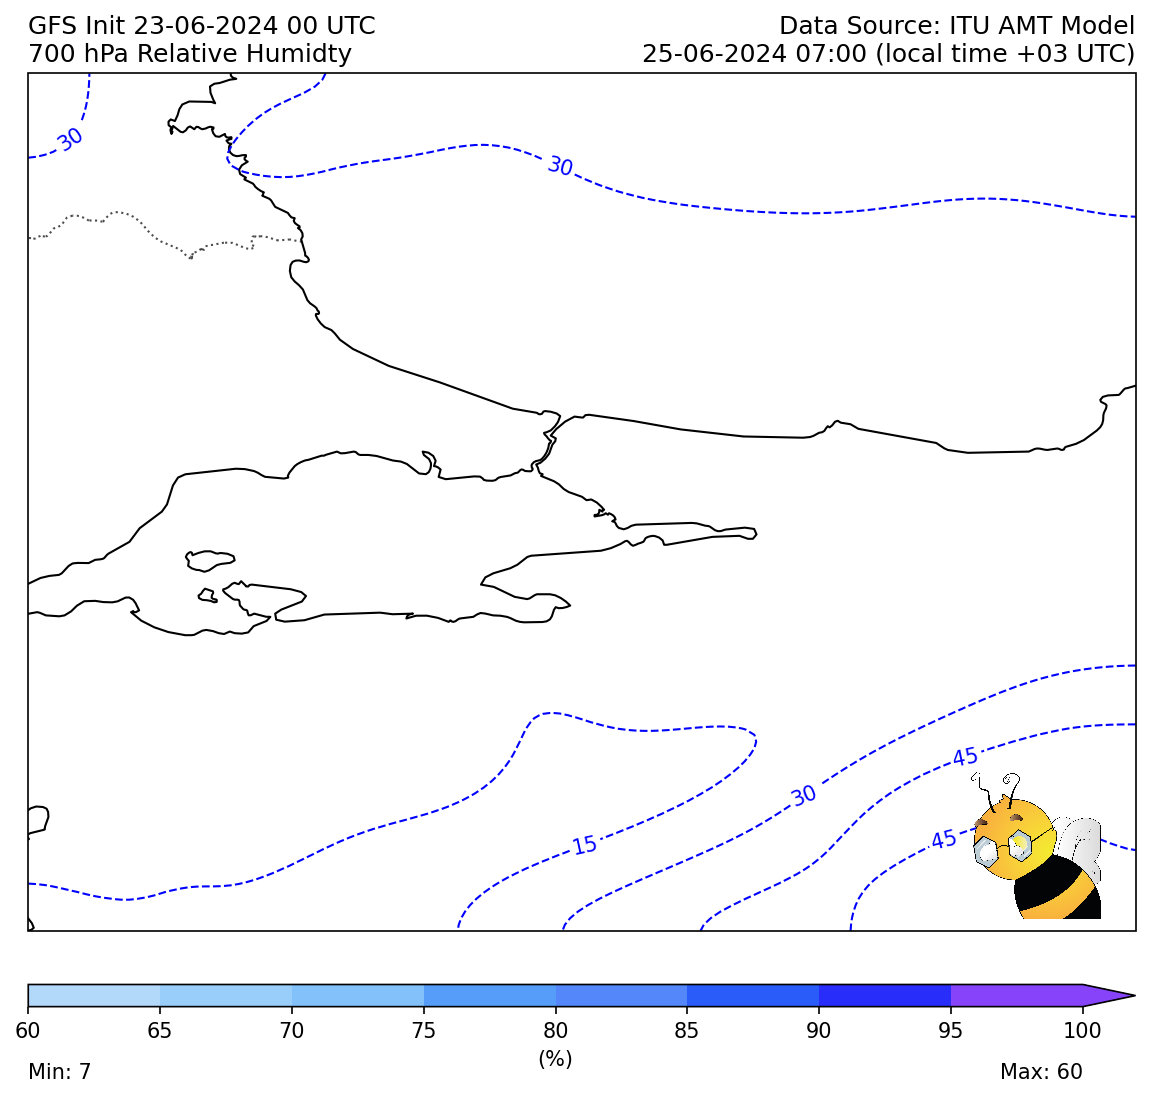 GFS Init 23-06-2024 00 UTC
700 hPa Relative Humidty
Data Source: ITU AMT Model
25-06-2024 07:00 (local time +03 UTC)
30
30
45
30
45
15
60 65 70 75 80 85 90 95 100
(%)
Min: 7
Max: 60